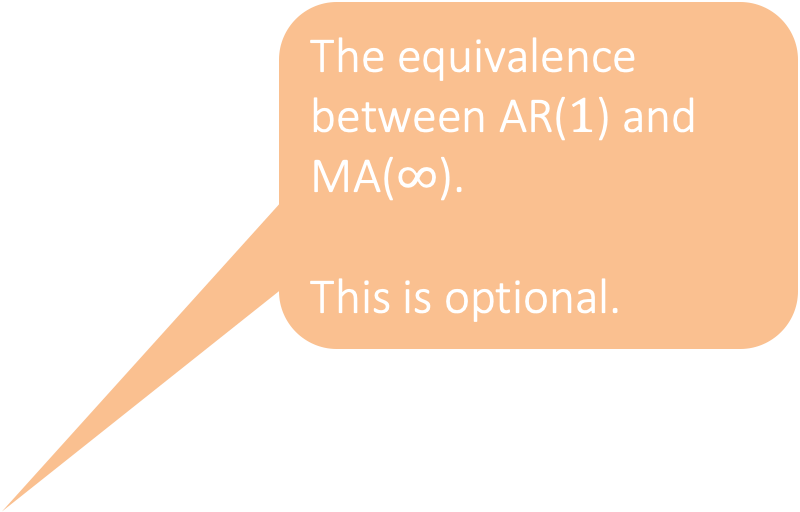 The equivalence
between AR(1) and
MA(∞).
This is optional.